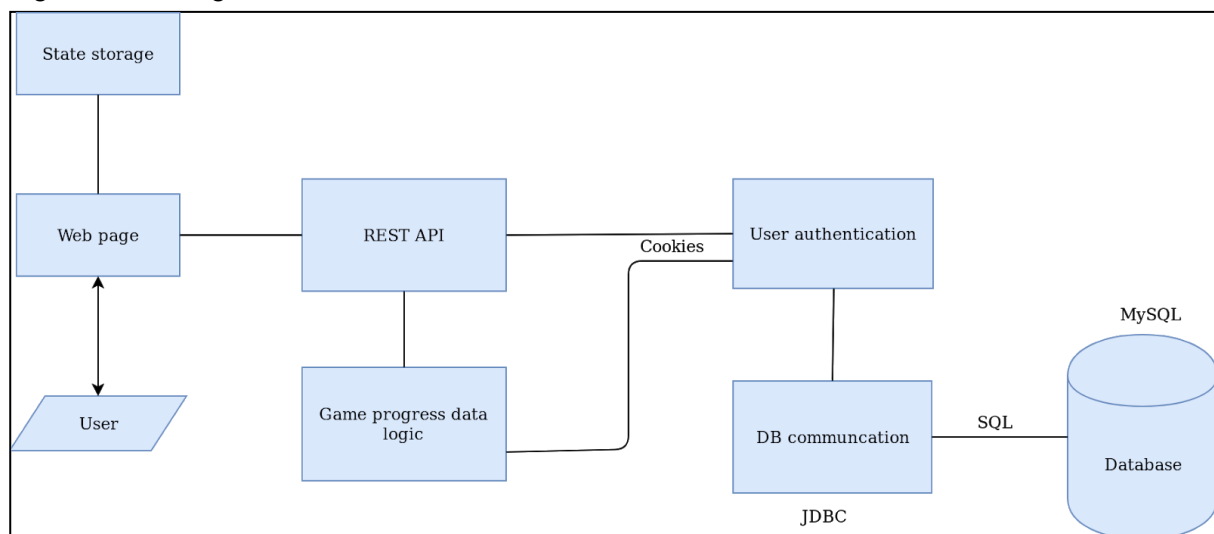 State storage
Web page
REST API
User authentication
Cookies
MySQL
User
Game progress data
logic
DB communcation
SQL
Database
JDBC